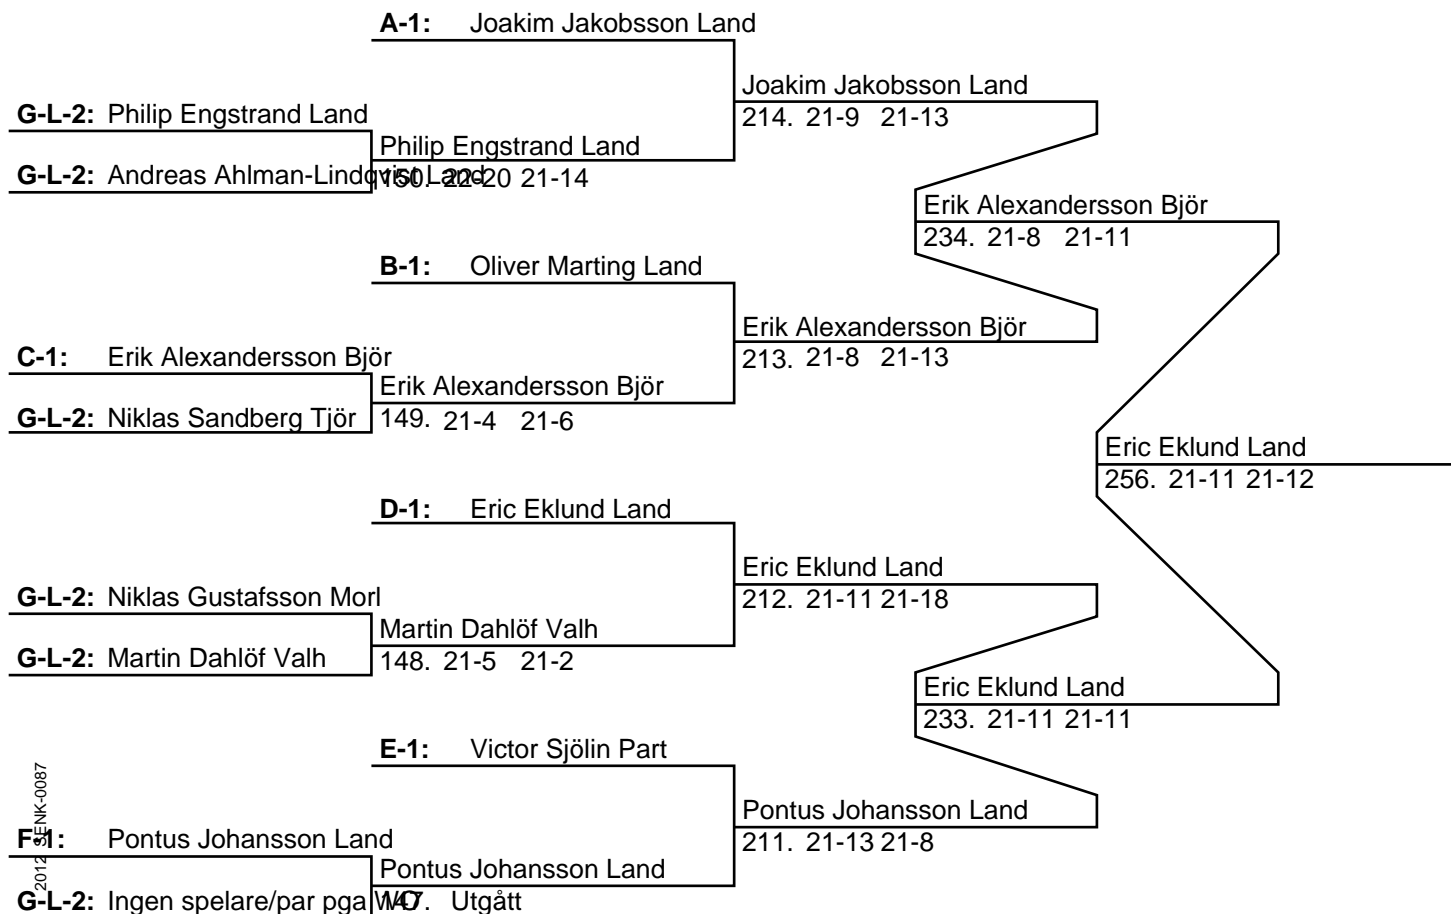 A-1: Joakim Jakobsson Land
Joakim Jakobsson Land
214. 21-9 21-13
G-L-2: Philip Engstrand Land
Philip Engstrand Land
G-L-2: Andreas Ahlman-Lindqvist Land
150. 22-20 21-14
Erik Alexandersson Björ
234. 21-8 21-11
B-1: Oliver Marting Land
Erik Alexandersson Björ
213. 21-8 21-13
C-1: Erik Alexandersson Björ
Erik Alexandersson Björ
G-L-2: Niklas Sandberg Tjör
149. 21-4 21-6
Eric Eklund Land
256. 21-11 21-12
D-1: Eric Eklund Land
Eric Eklund Land
212. 21-11 21-18
G-L-2: Niklas Gustafsson Morl
Martin Dahlöf Valh
G-L-2: Martin Dahlöf Valh
148. 21-5 21-2
Eric Eklund Land
233. 21-11 21-11
E-1: Victor Sjölin Part
Pontus Johansson Land
211. 21-13 21-8
F-1: Pontus Johansson Land
Pontus Johansson Land
G-L-2: Ingen spelare/par pga WO
147. Utgått
2012 SENK-0087